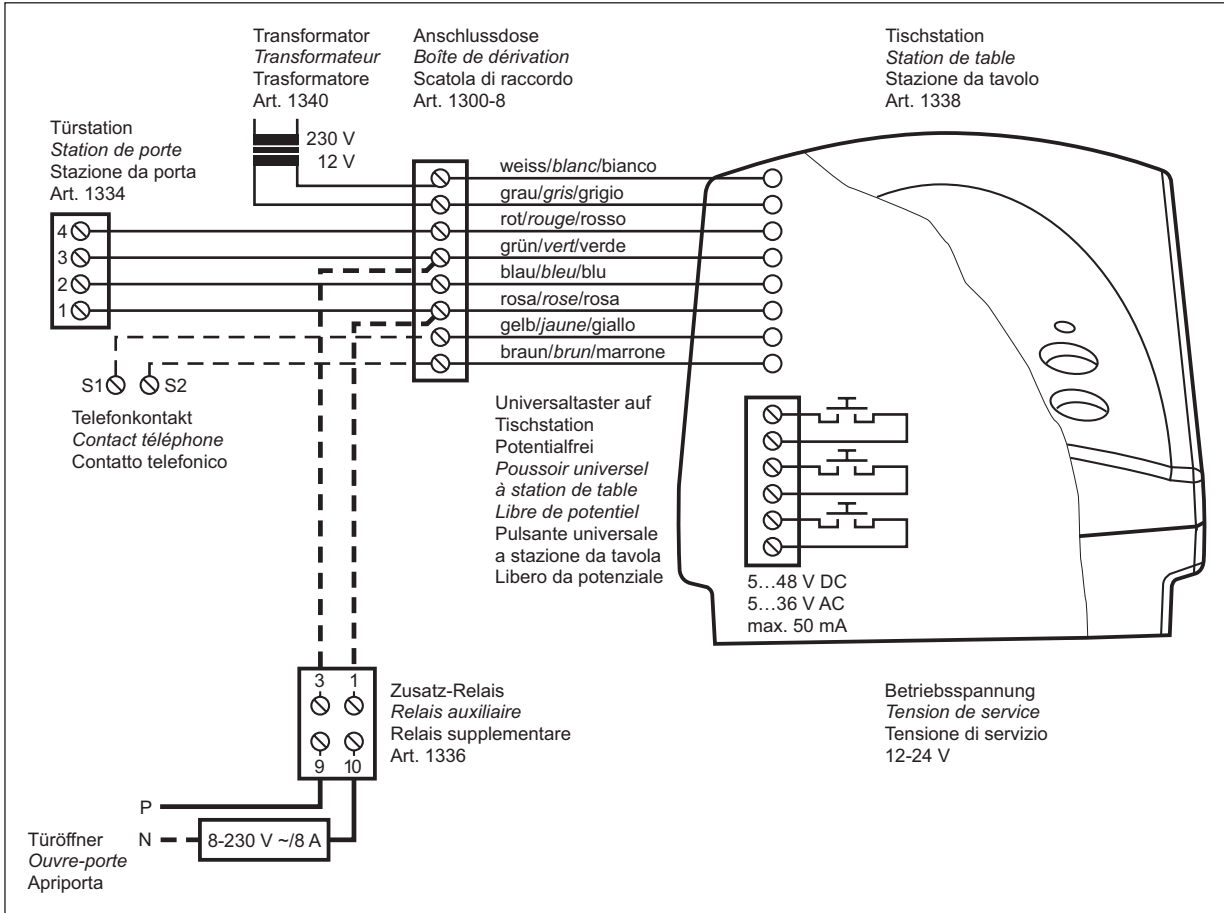 Transformator
Transformateur
Trasformatore
Art. 1340
Anschlussdose
Boîte de dérivation
Scatola di raccordo
Art. 1300-8
Tischstation
Station de table
Stazione da tavolo
Art. 1338
Türstation
Station de porte
Stazione da porta
Art. 1334
230 V
12 V
weiss/blanc/bianco
grau/gris/grigio
rot/rouge/rosso
grün/vert/verde
blau/bleu/blu
rosa/rose/rosa
gelb/jaune/giallo
braun/brun/marrone
4
3
2
1
S1
S2
Telefonkontakt
Contact téléphone
Contatto telefonico
Universaltaster auf
Tischstation
Potentialfrei
Poussoir universel
à station de table
Libre de potentiel
Pulsante universale
a stazione da tavola
Libero da potenziale
5...48 V DC
5...36 V AC
max. 50 mA
3 1
9 10
Zusatz-Relais
Relais auxiliaire
Relais supplementare
Art. 1336
Betriebsspannung
Tension de service
Tensione di servizio
12-24 V
P
N
8-230 V ~/8 A
Türöffner
Ouvre-porte
Apriporta